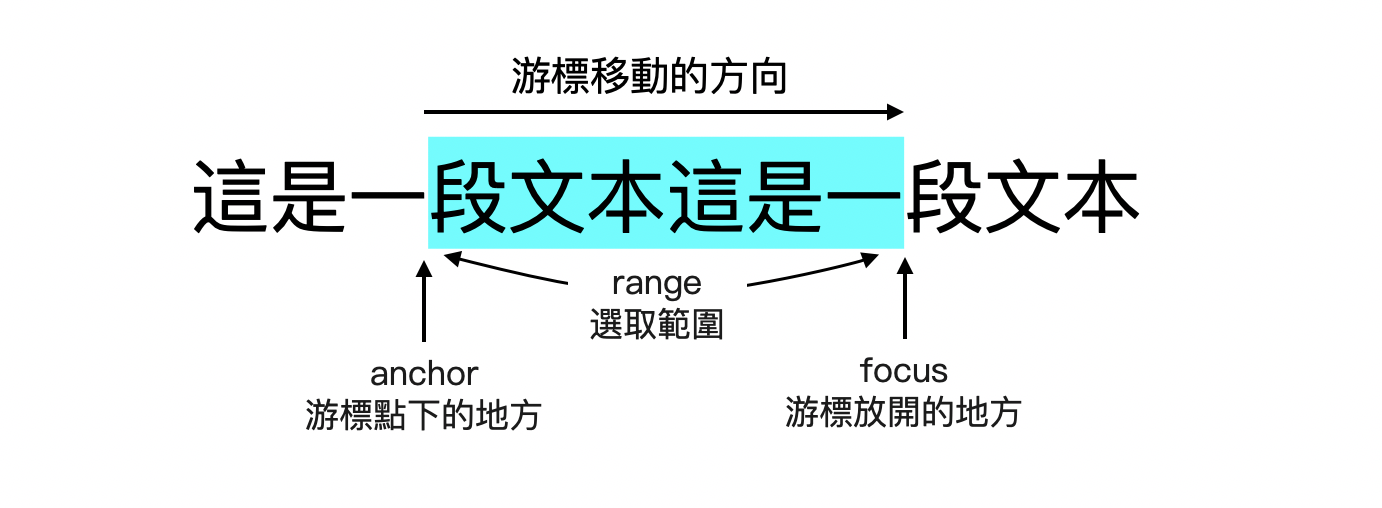 游標移動的方向
這是一段文本這是一段文本
range
選取範圍
anchor
游標點下的地方
focus
游標放開的地方